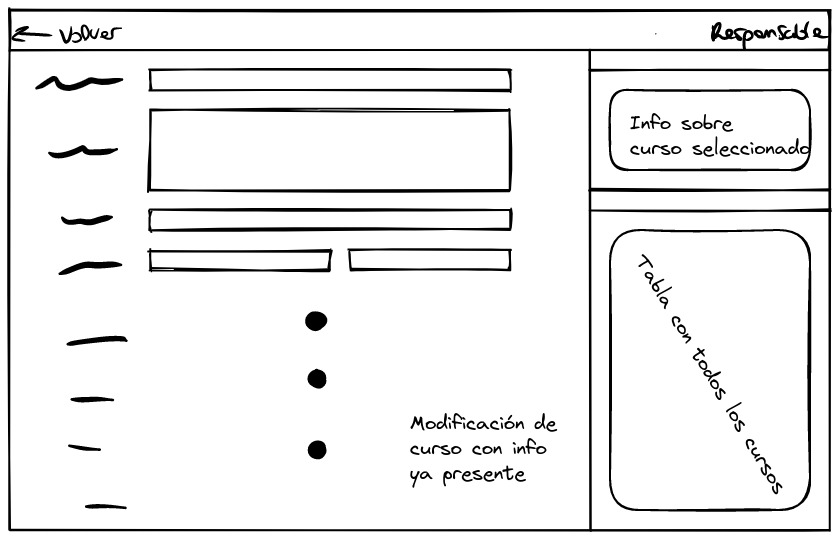 ← Volver
Responsable
Info sobre
curso seleccionado
Tabla con todos los cursos
Modificación de
curso con info
ya presente